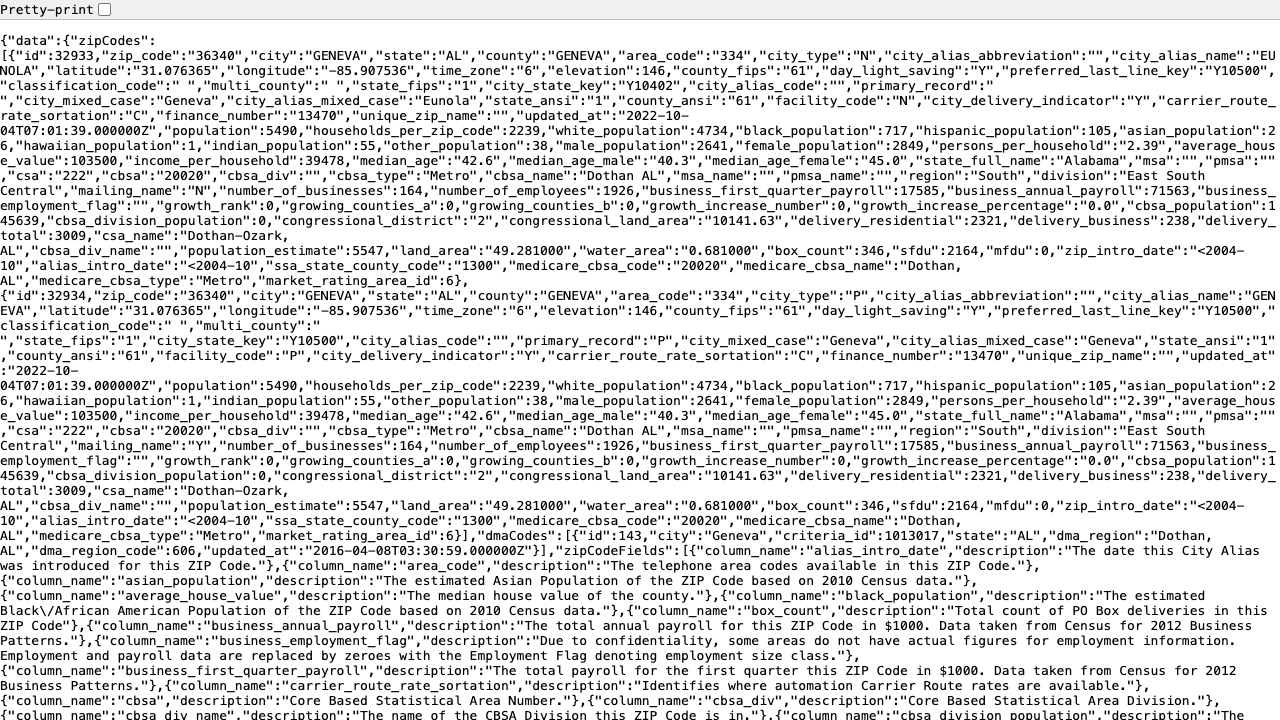 Pretty-print
{"data":{"zipCodes":
[{"id":32933,"zip_code":"36340","city":"GENEVA","state":"AL","county":"GENEVA","area_code":"334","city_type":"N","city_alias_abbreviation":"","city_alias_name":"EU
NOLA","latitude":"31.076365","longitude":"-85.907536","time_zone":"6","elevation":146,"county_fips":"61","day_light_saving":"Y","preferred_last_line_key":"Y10500",
"classification_code":" ","multi_county":" ","state_fips":"1","city_state_key":"Y10402","city_alias_code":"","primary_record":"
","city_mixed_case":"Geneva","city_alias_mixed_case":"Eunola","state_ansi":"1","county_ansi":"61","facility_code":"N","city_delivery_indicator":"Y","carrier_route_
rate_sortation":"C","finance_number":"13470","unique_zip_name":"","updated_at":"2022-10-
04T07:01:39.000000Z","population":5490,"households_per_zip_code":2239,"white_population":4734,"black_population":717,"hispanic_population":105,"asian_population":2
6,"hawaiian_population":1,"indian_population":55,"other_population":38,"male_population":2641,"female_population":2849,"persons_per_household":"2.39","average_hous
e_value":103500,"income_per_household":39478,"median_age":"42.6","median_age_male":"40.3","median_age_female":"45.0","state_full_name":"Alabama","msa":"","pmsa":""
,"csa":"222","cbsa":"20020","cbsa_div":"","cbsa_type":"Metro","cbsa_name":"Dothan AL","msa_name":"","pmsa_name":"","region":"South","division":"East South
Central","mailing_name":"N","number_of_businesses":164,"number_of_employees":1926,"business_first_quarter_payroll":17585,"business_annual_payroll":71563,"business_
employment_flag":"","growth_rank":0,"growing_counties_a":0,"growing_counties_b":0,"growth_increase_number":0,"growth_increase_percentage":"0.0","cbsa_population":1
45639,"cbsa_division_population":0,"congressional_district":"2","congressional_land_area":"10141.63","delivery_residential":2321,"delivery_business":238,"delivery_
total":3009,"csa_name":"Dothan-Ozark,
AL","cbsa_div_name":"","population_estimate":5547,"land_area":"49.281000","water_area":"0.681000","box_count":346,"sfdu":2164,"mfdu":0,"zip_intro_date":"<2004-
10","alias_intro_date":"<2004-10","ssa_state_county_code":"1300","medicare_cbsa_code":"20020","medicare_cbsa_name":"Dothan,
AL","medicare_cbsa_type":"Metro","market_rating_area_id":6},
{"id":32934,"zip_code":"36340","city":"GENEVA","state":"AL","county":"GENEVA","area_code":"334","city_type":"P","city_alias_abbreviation":"","city_alias_name":"GEN
EVA","latitude":"31.076365","longitude":"-85.907536","time_zone":"6","elevation":146,"county_fips":"61","day_light_saving":"Y","preferred_last_line_key":"Y10500","
classification_code":" ","multi_county":"
","state_fips":"1","city_state_key":"Y10500","city_alias_code":"","primary_record":"P","city_mixed_case":"Geneva","city_alias_mixed_case":"Geneva","state_ansi":"1"
,"county_ansi":"61","facility_code":"P","city_delivery_indicator":"Y","carrier_route_rate_sortation":"C","finance_number":"13470","unique_zip_name":"","updated_at"
:"2022-10-
04T07:01:39.000000Z","population":5490,"households_per_zip_code":2239,"white_population":4734,"black_population":717,"hispanic_population":105,"asian_population":2
6,"hawaiian_population":1,"indian_population":55,"other_population":38,"male_population":2641,"female_population":2849,"persons_per_household":"2.39","average_hous
e_value":103500,"income_per_household":39478,"median_age":"42.6","median_age_male":"40.3","median_age_female":"45.0","state_full_name":"Alabama","msa":"","pmsa":""
,"csa":"222","cbsa":"20020","cbsa_div":"","cbsa_type":"Metro","cbsa_name":"Dothan AL","msa_name":"","pmsa_name":"","region":"South","division":"East South
Central","mailing_name":"Y","number_of_businesses":164,"number_of_employees":1926,"business_first_quarter_payroll":17585,"business_annual_payroll":71563,"business_
employment_flag":"","growth_rank":0,"growing_counties_a":0,"growing_counties_b":0,"growth_increase_number":0,"growth_increase_percentage":"0.0","cbsa_population":1
45639,"cbsa_division_population":0,"congressional_district":"2","congressional_land_area":"10141.63","delivery_residential":2321,"delivery_business":238,"delivery_
total":3009,"csa_name":"Dothan-Ozark,
AL","cbsa_div_name":"","population_estimate":5547,"land_area":"49.281000","water_area":"0.681000","box_count":346,"sfdu":2164,"mfdu":0,"zip_intro_date":"<2004-
10","alias_intro_date":"<2004-10","ssa_state_county_code":"1300","medicare_cbsa_code":"20020","medicare_cbsa_name":"Dothan,
AL","medicare_cbsa_type":"Metro","market_rating_area_id":6}],"dmaCodes":[{"id":143,"city":"Geneva","criteria_id":1013017,"state":"AL","dma_region":"Dothan,
AL","dma_region_code":606,"updated_at":"2016-04-08T03:30:59.000000Z"}],"zipCodeFields":[{"column_name":"alias_intro_date","description":"The date this City Alias
was introduced for this ZIP Code."},{"column_name":"area_code","description":"The telephone area codes available in this ZIP Code."},
{"column_name":"asian_population","description":"The estimated Asian Population of the ZIP Code based on 2010 Census data."},
{"column_name":"average_house_value","description":"The median house value of the county."},{"column_name":"black_population","description":"The estimated
Black\/African American Population of the ZIP Code based on 2010 Census data."},{"column_name":"box_count","description":"Total count of PO Box deliveries in this
ZIP Code"},{"column_name":"business_annual_payroll","description":"The total annual payroll for this ZIP Code in $1000. Data taken from Census for 2012 Business
Patterns."},{"column_name":"business_employment_flag","description":"Due to confidentiality, some areas do not have actual figures for employment information.
Employment and payroll data are replaced by zeroes with the Employment Flag denoting employment size class."},
{"column_name":"business_first_quarter_payroll","description":"The total payroll for the first quarter this ZIP Code in $1000. Data taken from Census for 2012
Business Patterns."},{"column_name":"carrier_route_rate_sortation","description":"Identifies where automation Carrier Route rates are available."},
{"column_name":"cbsa","description":"Core Based Statistical Area Number."},{"column_name":"cbsa_div","description":"Core Based Statistical Area Division."},
{"column_name":"cbsa_div_name","description":"The name of the CBSA Division this ZIP Code is in."},{"column_name":"cbsa_division_population","description":"The